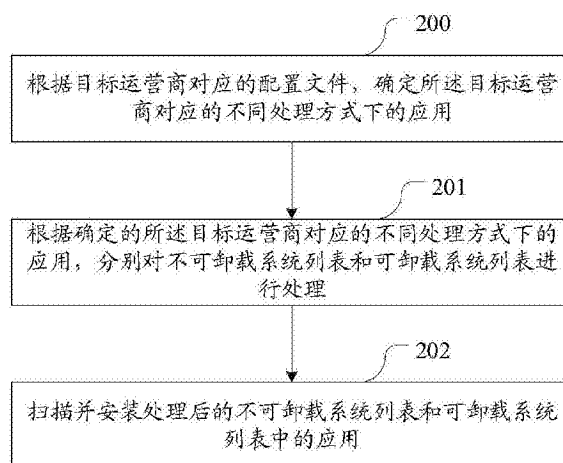 200
根据目标运营商对应的配置文件，确定所述目标运营
商对应的不同处理方式下的应用
201
根据确定的所述目标运营商对应的不同处理方式下的
应用，分别对不可卸载系统列表和可卸载系统列表进
行处理
202
扫描并安装处理后的不可卸载系统列表和可卸载系统
列表中的应用